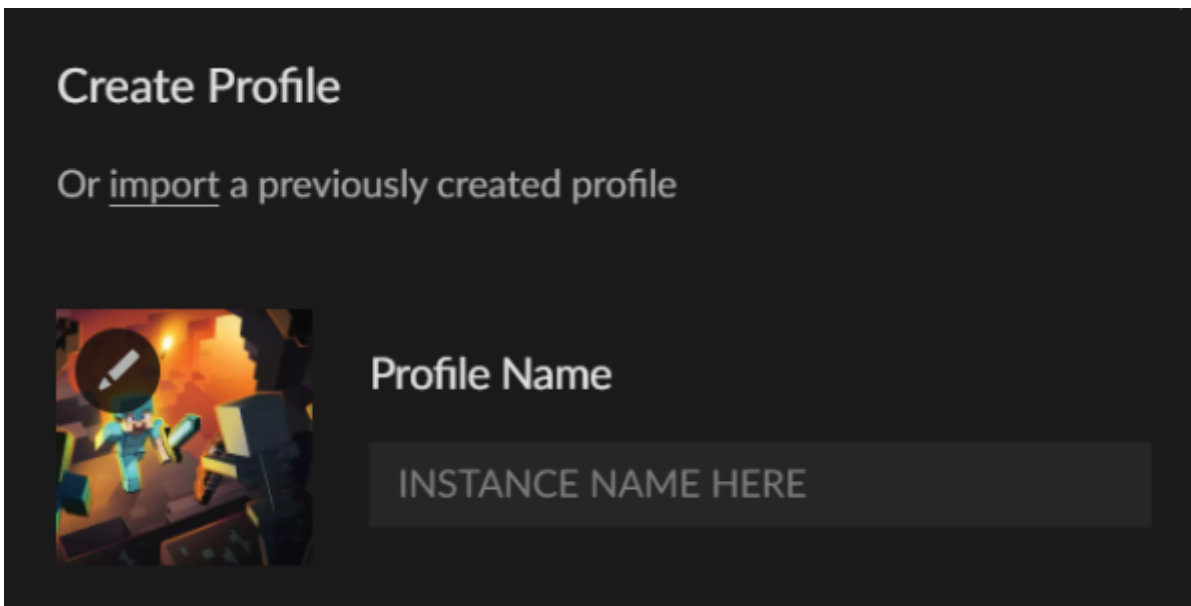 Create Profile
Or import a previously created profile
Profile Name
INSTANCE NAME HERE